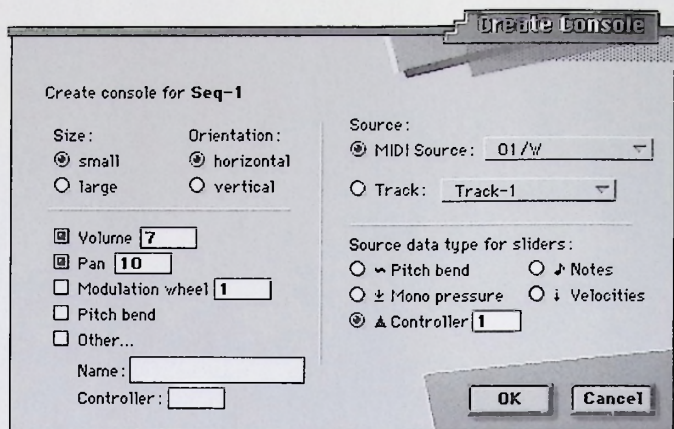 Create Console
Create console for Seq-1
Size:
small
large
Orientation:
horizontal
vertical
Volume 7
Pan 10
Modulation wheel 1
Pitch bend
Other...
Name:
Controller:
Source:
MIDI Source: 01/W
Track: Track-1
Source data type for sliders:
Pitch bend
Notes
Mono pressure
Velocities
Controller 1
OK
Cancel